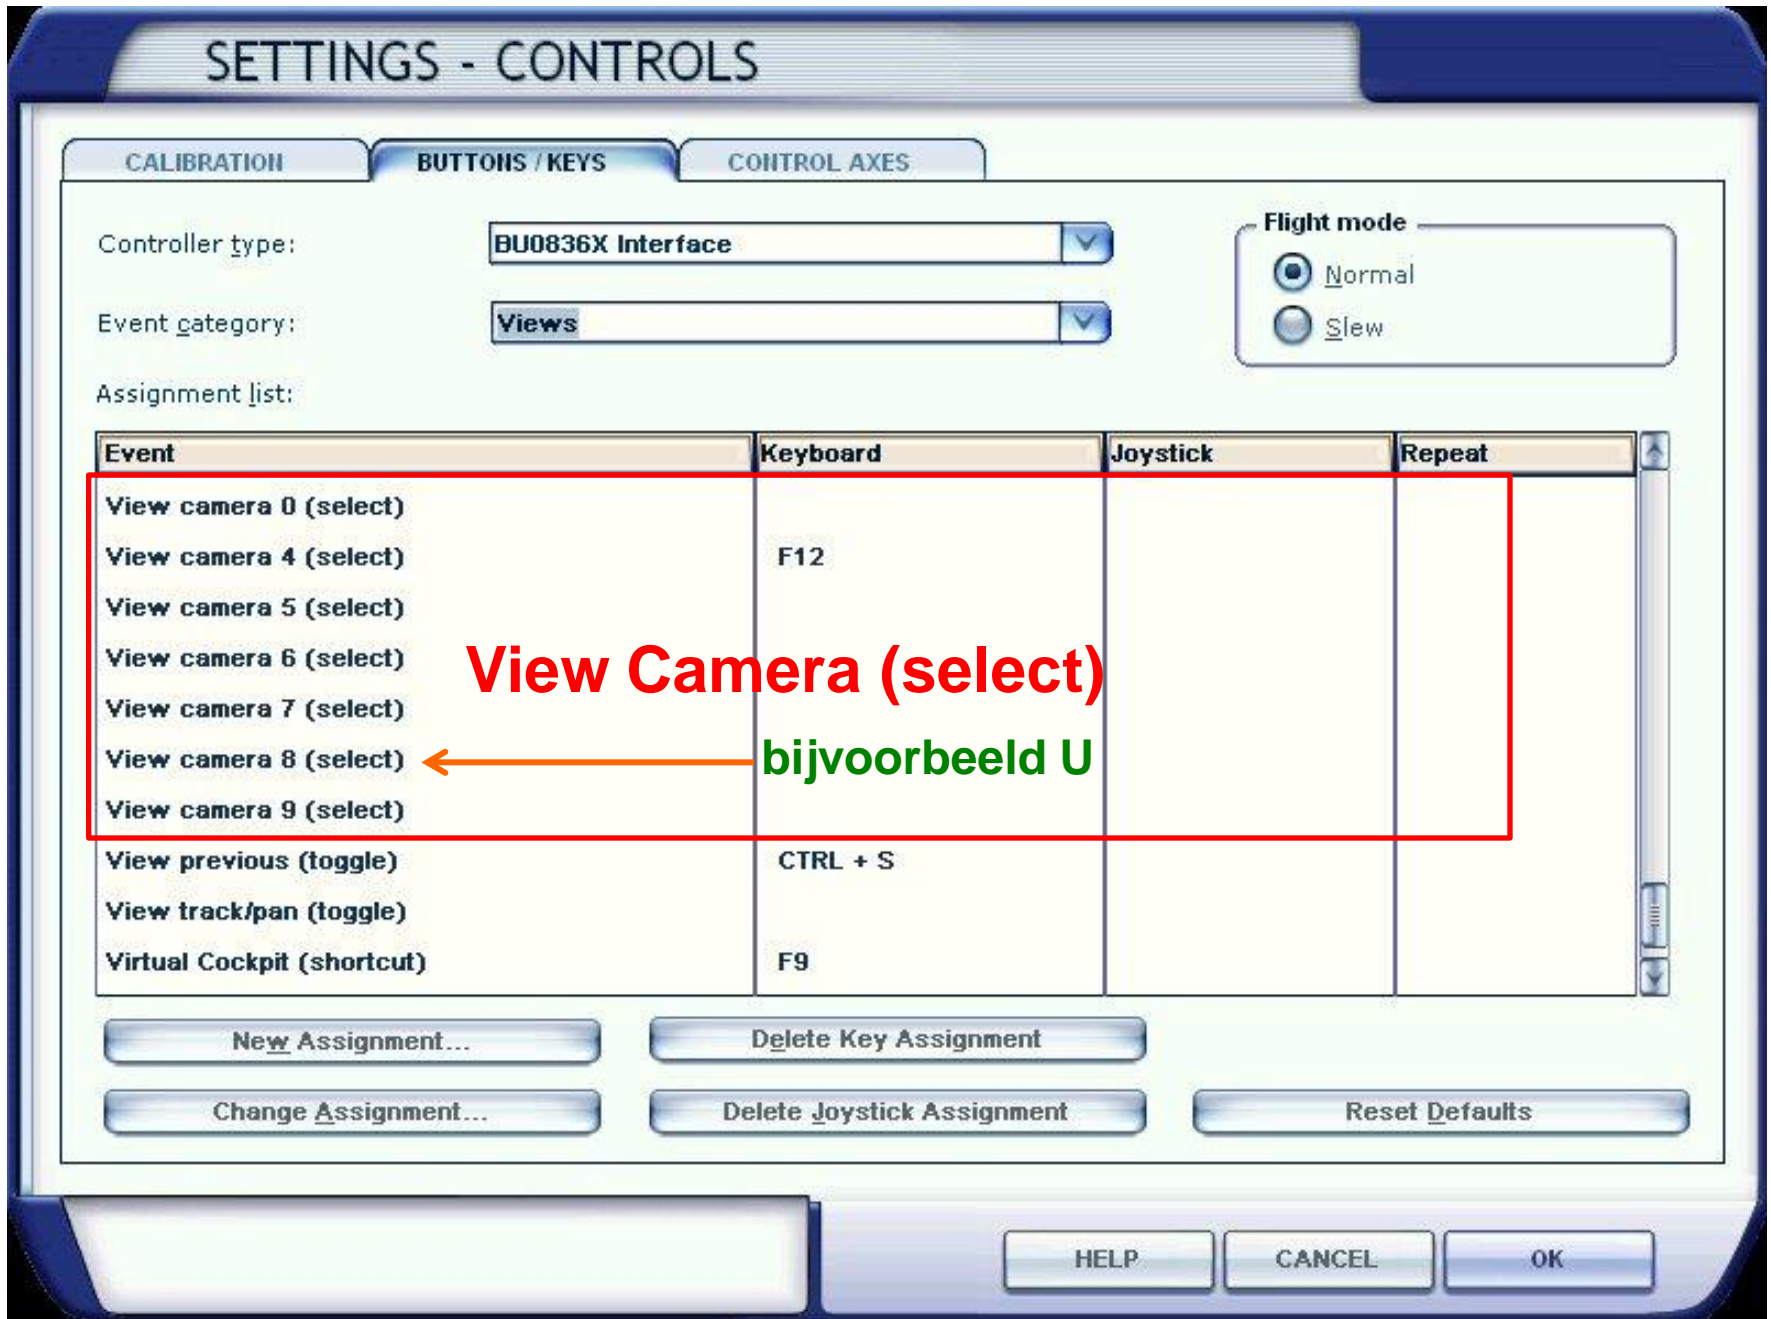 SETTINGS - CONTROLS
CALIBRATION BUTTONS / KEYS CONTROL AXES
Controller type: BU0836X Interface
Flight mode
Normal
Event category: Views
Slew
Assignment list:
Event Keyboard Joystick Repeat
View camera 0 (select)
View camera 4 (select) F12
View camera 5 (select)
View camera 6 (select)
View Camera (select)
View camera 7 (select)
View camera 8 (select) bijvoorbeeld U
View camera 9 (select)
View previous (toggle) CTRL + S
View track/pan (toggle)
Virtual Cockpit (shortcut) F9
New Assignment... Delete Key Assignment
Change Assignment... Delete Joystick Assignment Reset Defaults
HELP CANCEL OK